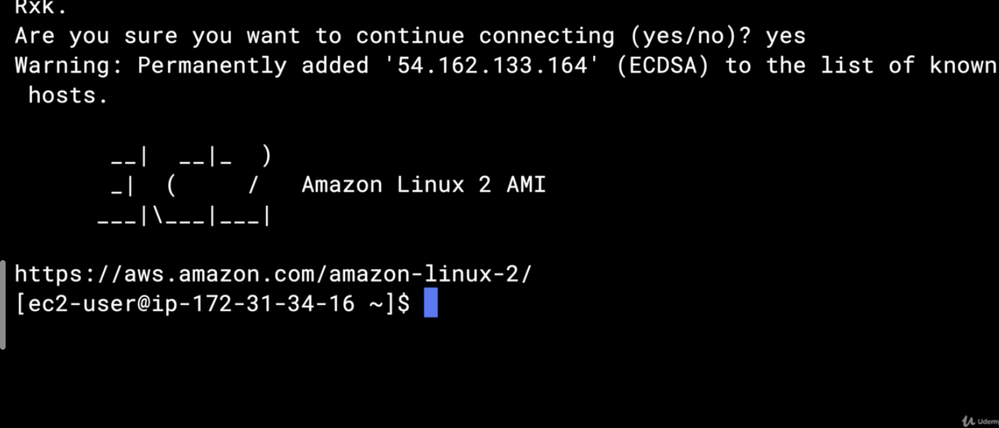 Rxk.
Are you sure you want to continue connecting (yes/no)? yes
Warning: Permanently added '54.162.133.164' (ECDSA) to the list of known
 hosts.

       __|  __|_  )
       _|  (     /   Amazon Linux 2 AMI
      ___|\___|___|

https://aws.amazon.com/amazon-linux-2/
[ec2-user@ip-172-31-34-16 ~]$
Udemy